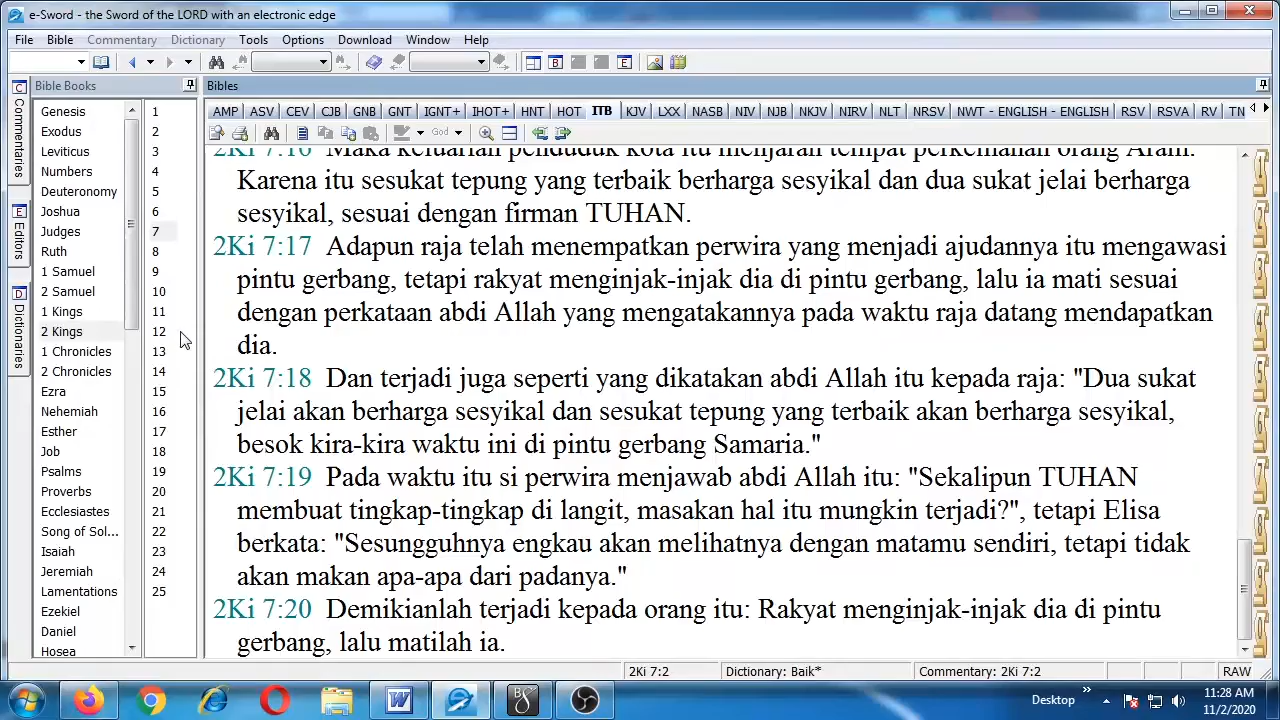 e-Sword - the Sword of the LORD with an electronic edge
File Bible Commentary Dictionary Tools Options Download Window Help
Bible Books
Bibles
AMP ASV CEV CJB GNB GNT IGNT+ IHOT+ HNT HOT ITB KJV LXX NASB NIV NJB NKJV NIRV NLT NRSV NWT - ENGLISH - ENGLISH RSV RSVA RV TN
God
Commentaries
Editors
Dictionaries
Genesis 1
Exodus 2
Leviticus 3
Numbers 4
Deuteronomy 5
Joshua 6
Judges 7
Ruth 8
1 Samuel 9
2 Samuel 10
1 Kings 11
2 Kings 12
1 Chronicles 13
2 Chronicles 14
Ezra 15
Nehemiah 16
Esther 17
Job 18
Psalms 19
Proverbs 20
Ecclesiastes 21
Song of Sol... 22
Isaiah 23
Jeremiah 24
Lamentations 25
Ezekiel
Daniel
Hosea
2Ki 7:16 Maka keluarlah penduduk kota itu menjarah tempat perkemahan orang Aram.
Karena itu sesukat tepung yang terbaik berharga sesyikal dan dua sukat jelai berharga
sesyikal, sesuai dengan firman TUHAN.
2Ki 7:17 Adapun raja telah menempatkan perwira yang menjadi ajudannya itu mengawasi
pintu gerbang, tetapi rakyat menginjak-injak dia di pintu gerbang, lalu ia mati sesuai
dengan perkataan abdi Allah yang mengatakannya pada waktu raja datang mendapatkan
dia.
2Ki 7:18 Dan terjadi juga seperti yang dikatakan abdi Allah itu kepada raja: "Dua sukat
jelai akan berharga sesyikal dan sesukat tepung yang terbaik akan berharga sesyikal,
besok kira-kira waktu ini di pintu gerbang Samaria."
2Ki 7:19 Pada waktu itu si perwira menjawab abdi Allah itu: "Sekalipun TUHAN
membuat tingkap-tingkap di langit, masakan hal itu mungkin terjadi?", tetapi Elisa
berkata: "Sesungguhnya engkau akan melihatnya dengan matamu sendiri, tetapi tidak
akan makan apa-apa dari padanya."
2Ki 7:20 Demikianlah terjadi kepada orang itu: Rakyat menginjak-injak dia di pintu
gerbang, lalu matilah ia.
2Ki 7:2 Dictionary: Baik* Commentary: 2Ki 7:2 RAW
Desktop
11:28 AM
11/2/2020